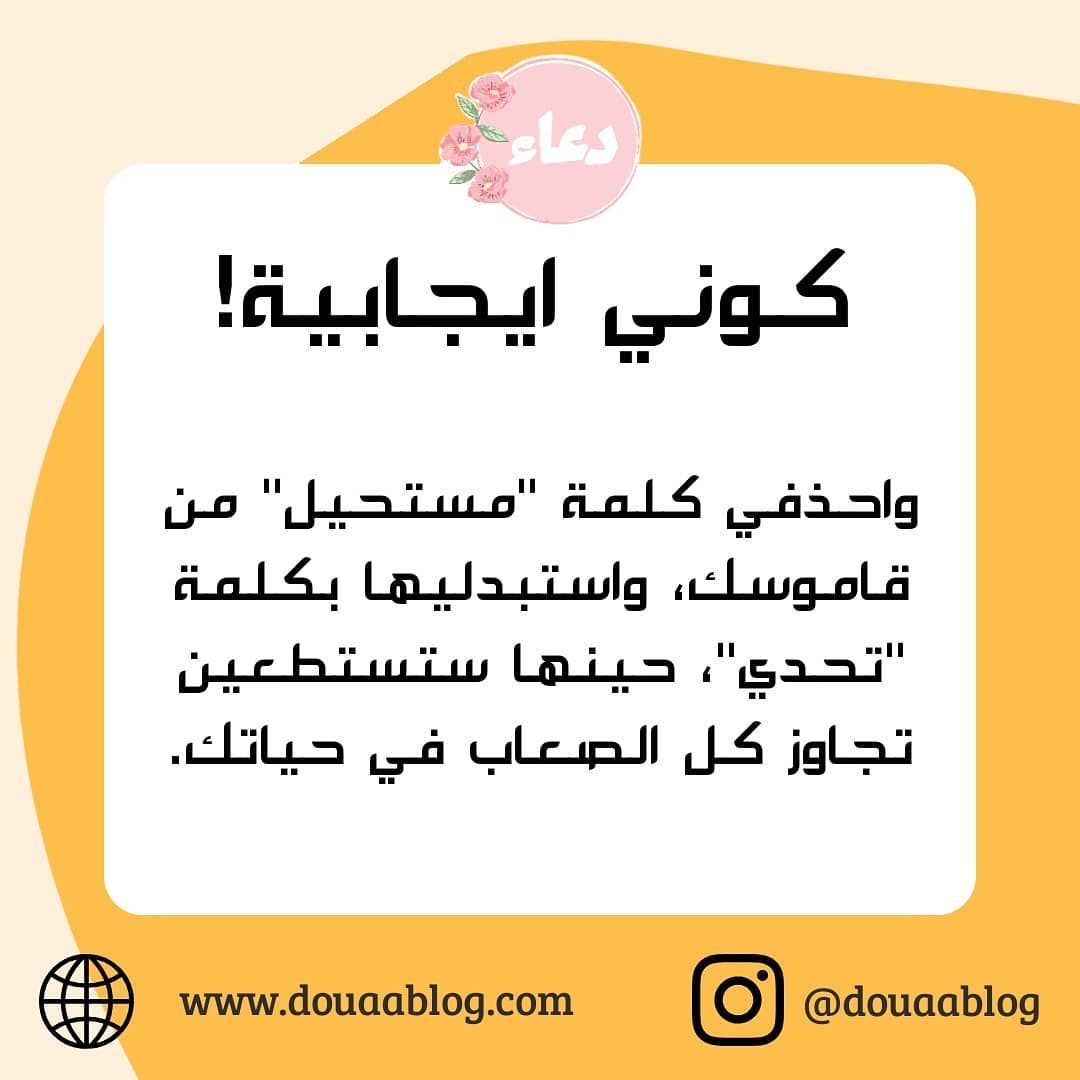 دعاء
كوني ايجابية!
واحذفي كلمة "مستحيل" من
قاموسك، واستبدليها بكلمة
"تحدي"، حينها ستستطعين
تجاوز كل الصعاب في حياتك.
www.douaablog.com
@douaablog